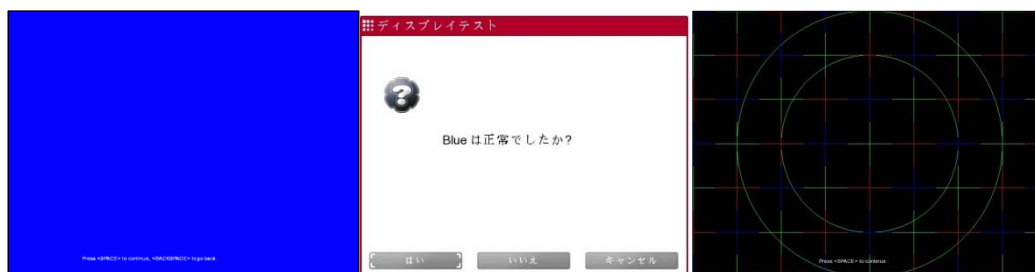 Press <SPACE> to continue, <BACKSPACE> to go back
ディスプレイテスト
Blue は正常でしたか?
はい
いいえ
キャンセル
Press <SPACE> to continue